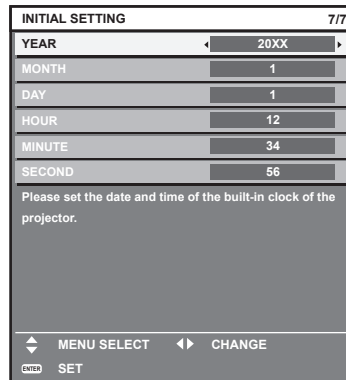 INITIAL SETTING 7/7
YEAR 20XX
MONTH 1
DAY 1
HOUR 12
MINUTE 34
SECOND 56
Please set the date and time of the built-in clock of the
projector.
MENU SELECT CHANGE
ENTER SET